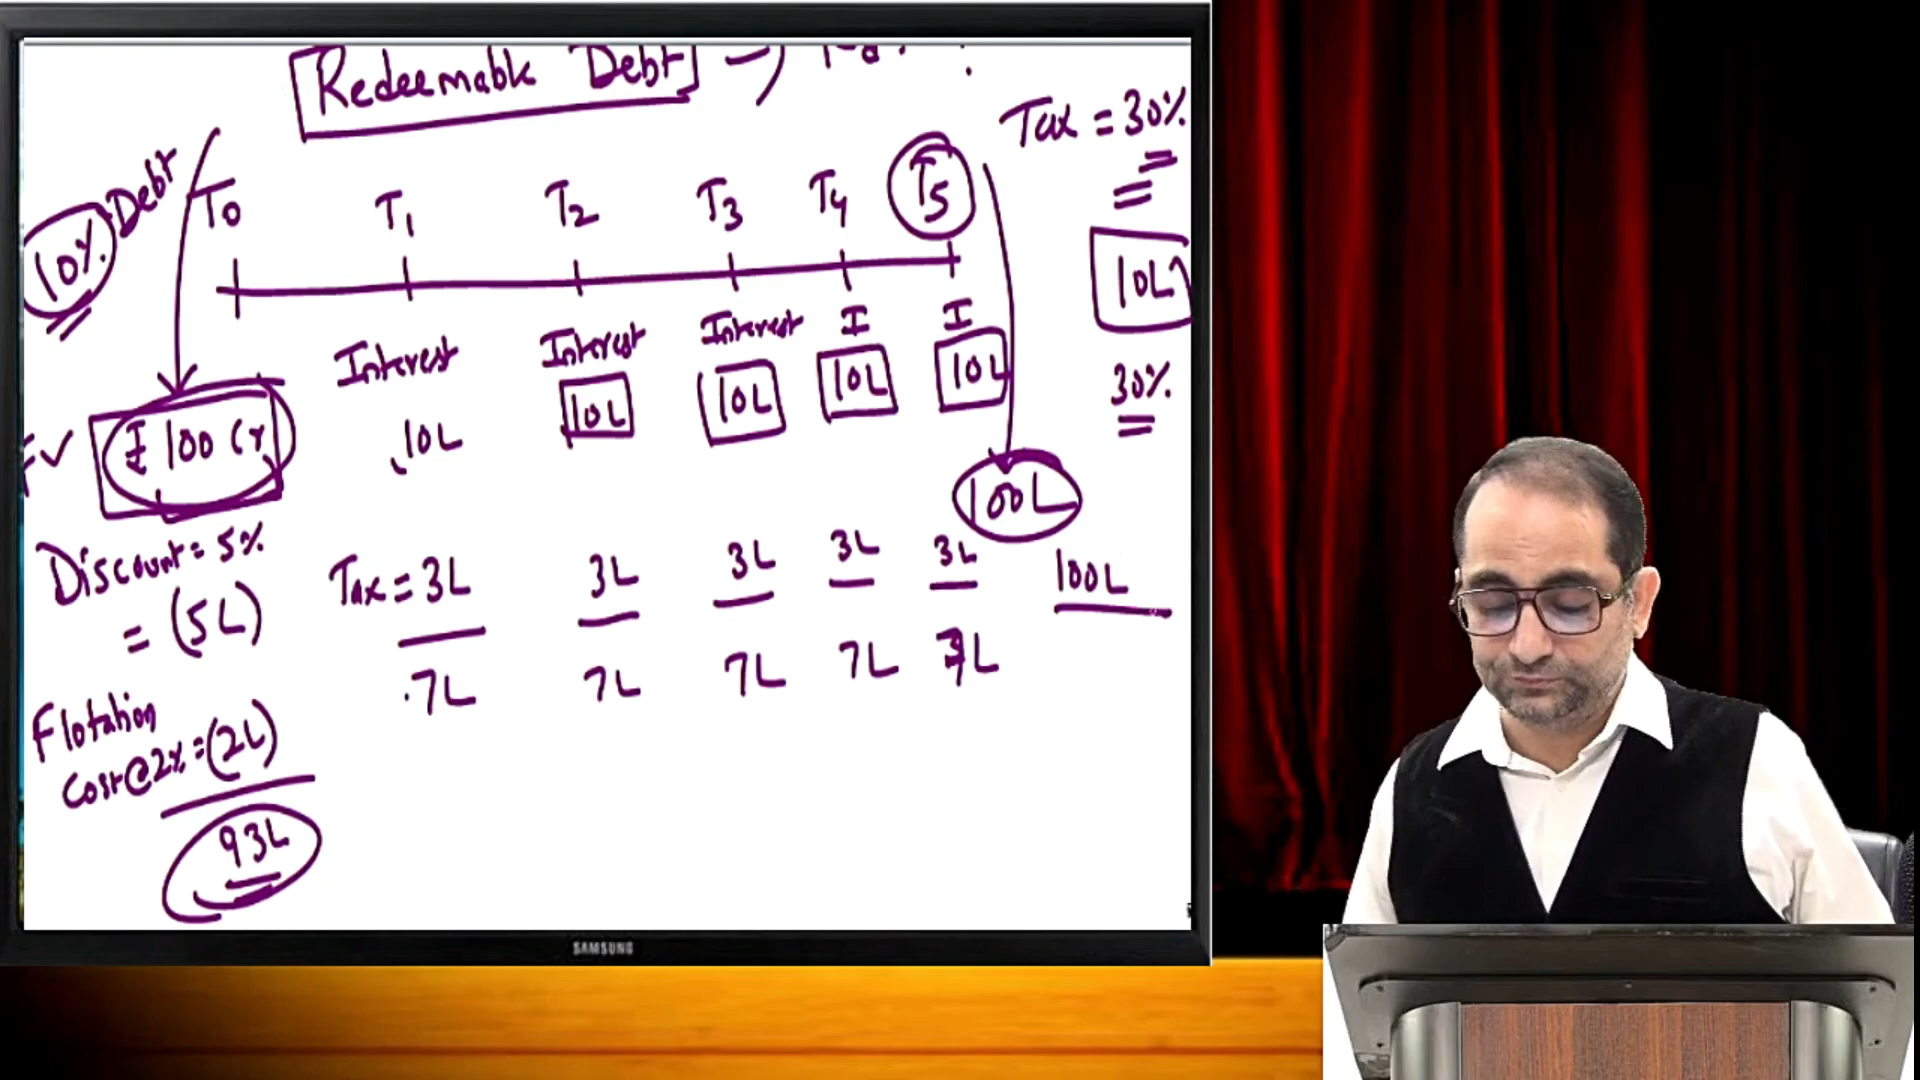 Redeemable Debt →
Tax = 30%
10% Debt
T0 T1 T2 T3 T4 T5
10L
Interest Interest Interest I I
10L 10L 10L 10L 10L
30%
FV ₹ 100 Cr
100L
Discount = 5%
= (5L)
Tax = 3L 3L 3L 3L 3L 100L
7L 7L 7L 7L 7L
Flotation
Cost@2% = (2L)
93L
SAMSUNG